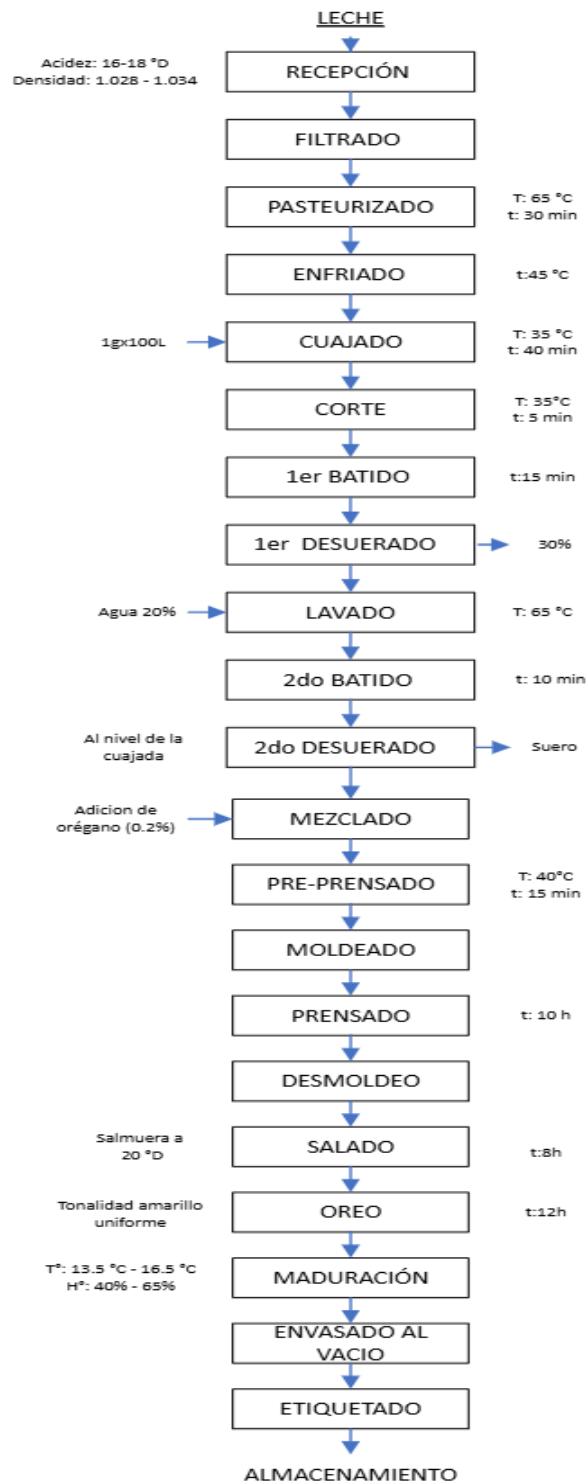 LECHE
Acidez: 16-18 °D
Densidad: 1.028 - 1.034
RECEPCIÓN
FILTRADO
PASTEURIZADO
T: 65 °C
t: 30 min
ENFRIADO
t:45 °C
1gx100L
CUAJADO
T: 35 °C
t: 40 min
CORTE
T: 35°C
t: 5 min
1er BATIDO
t:15 min
1er DESUERADO
30%
Agua 20%
LAVADO
T: 65 °C
2do BATIDO
t: 10 min
Al nivel de la
cuajada
2do DESUERADO
Suero
Adicion de
orégano (0.2%)
MEZCLADO
PRE-PRENSADO
T: 40°C
t: 15 min
MOLDEADO
PRENSADO
t: 10 h
DESMOLDEO
Salmuera a
20 °D
SALADO
t:8h
Tonalidad amarillo
uniforme
OREO
t:12h
T°: 13.5 °C - 16.5 °C
H°: 40% - 65%
MADURACIÓN
ENVASADO AL
VACIO
ETIQUETADO
ALMACENAMIENTO